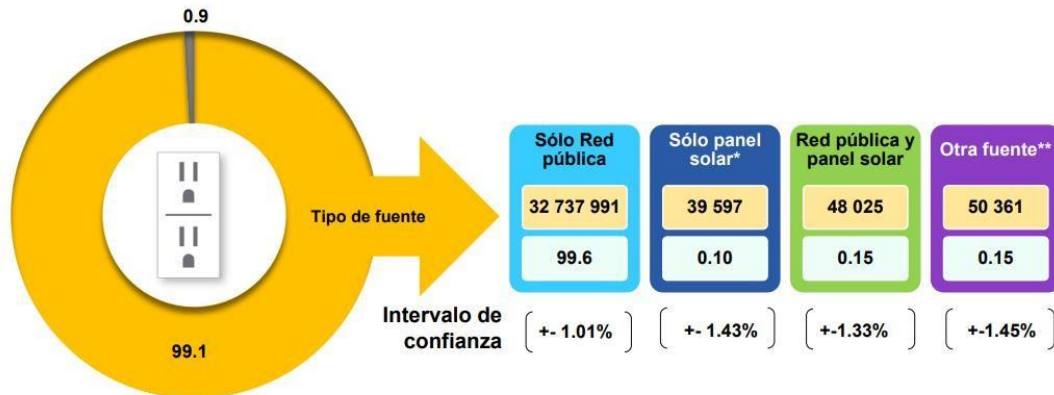 0.9
99.1
Tipo de fuente
Sólo Red
pública
32 737 991
99.6
Sólo panel
solar*
39 597
0.10
Red pública y
panel solar
48 025
0.15
Otra fuente**
50 361
0.15
Intervalo de
confianza
+- 1.01%
+- 1.43%
+-1.33%
+-1.45%